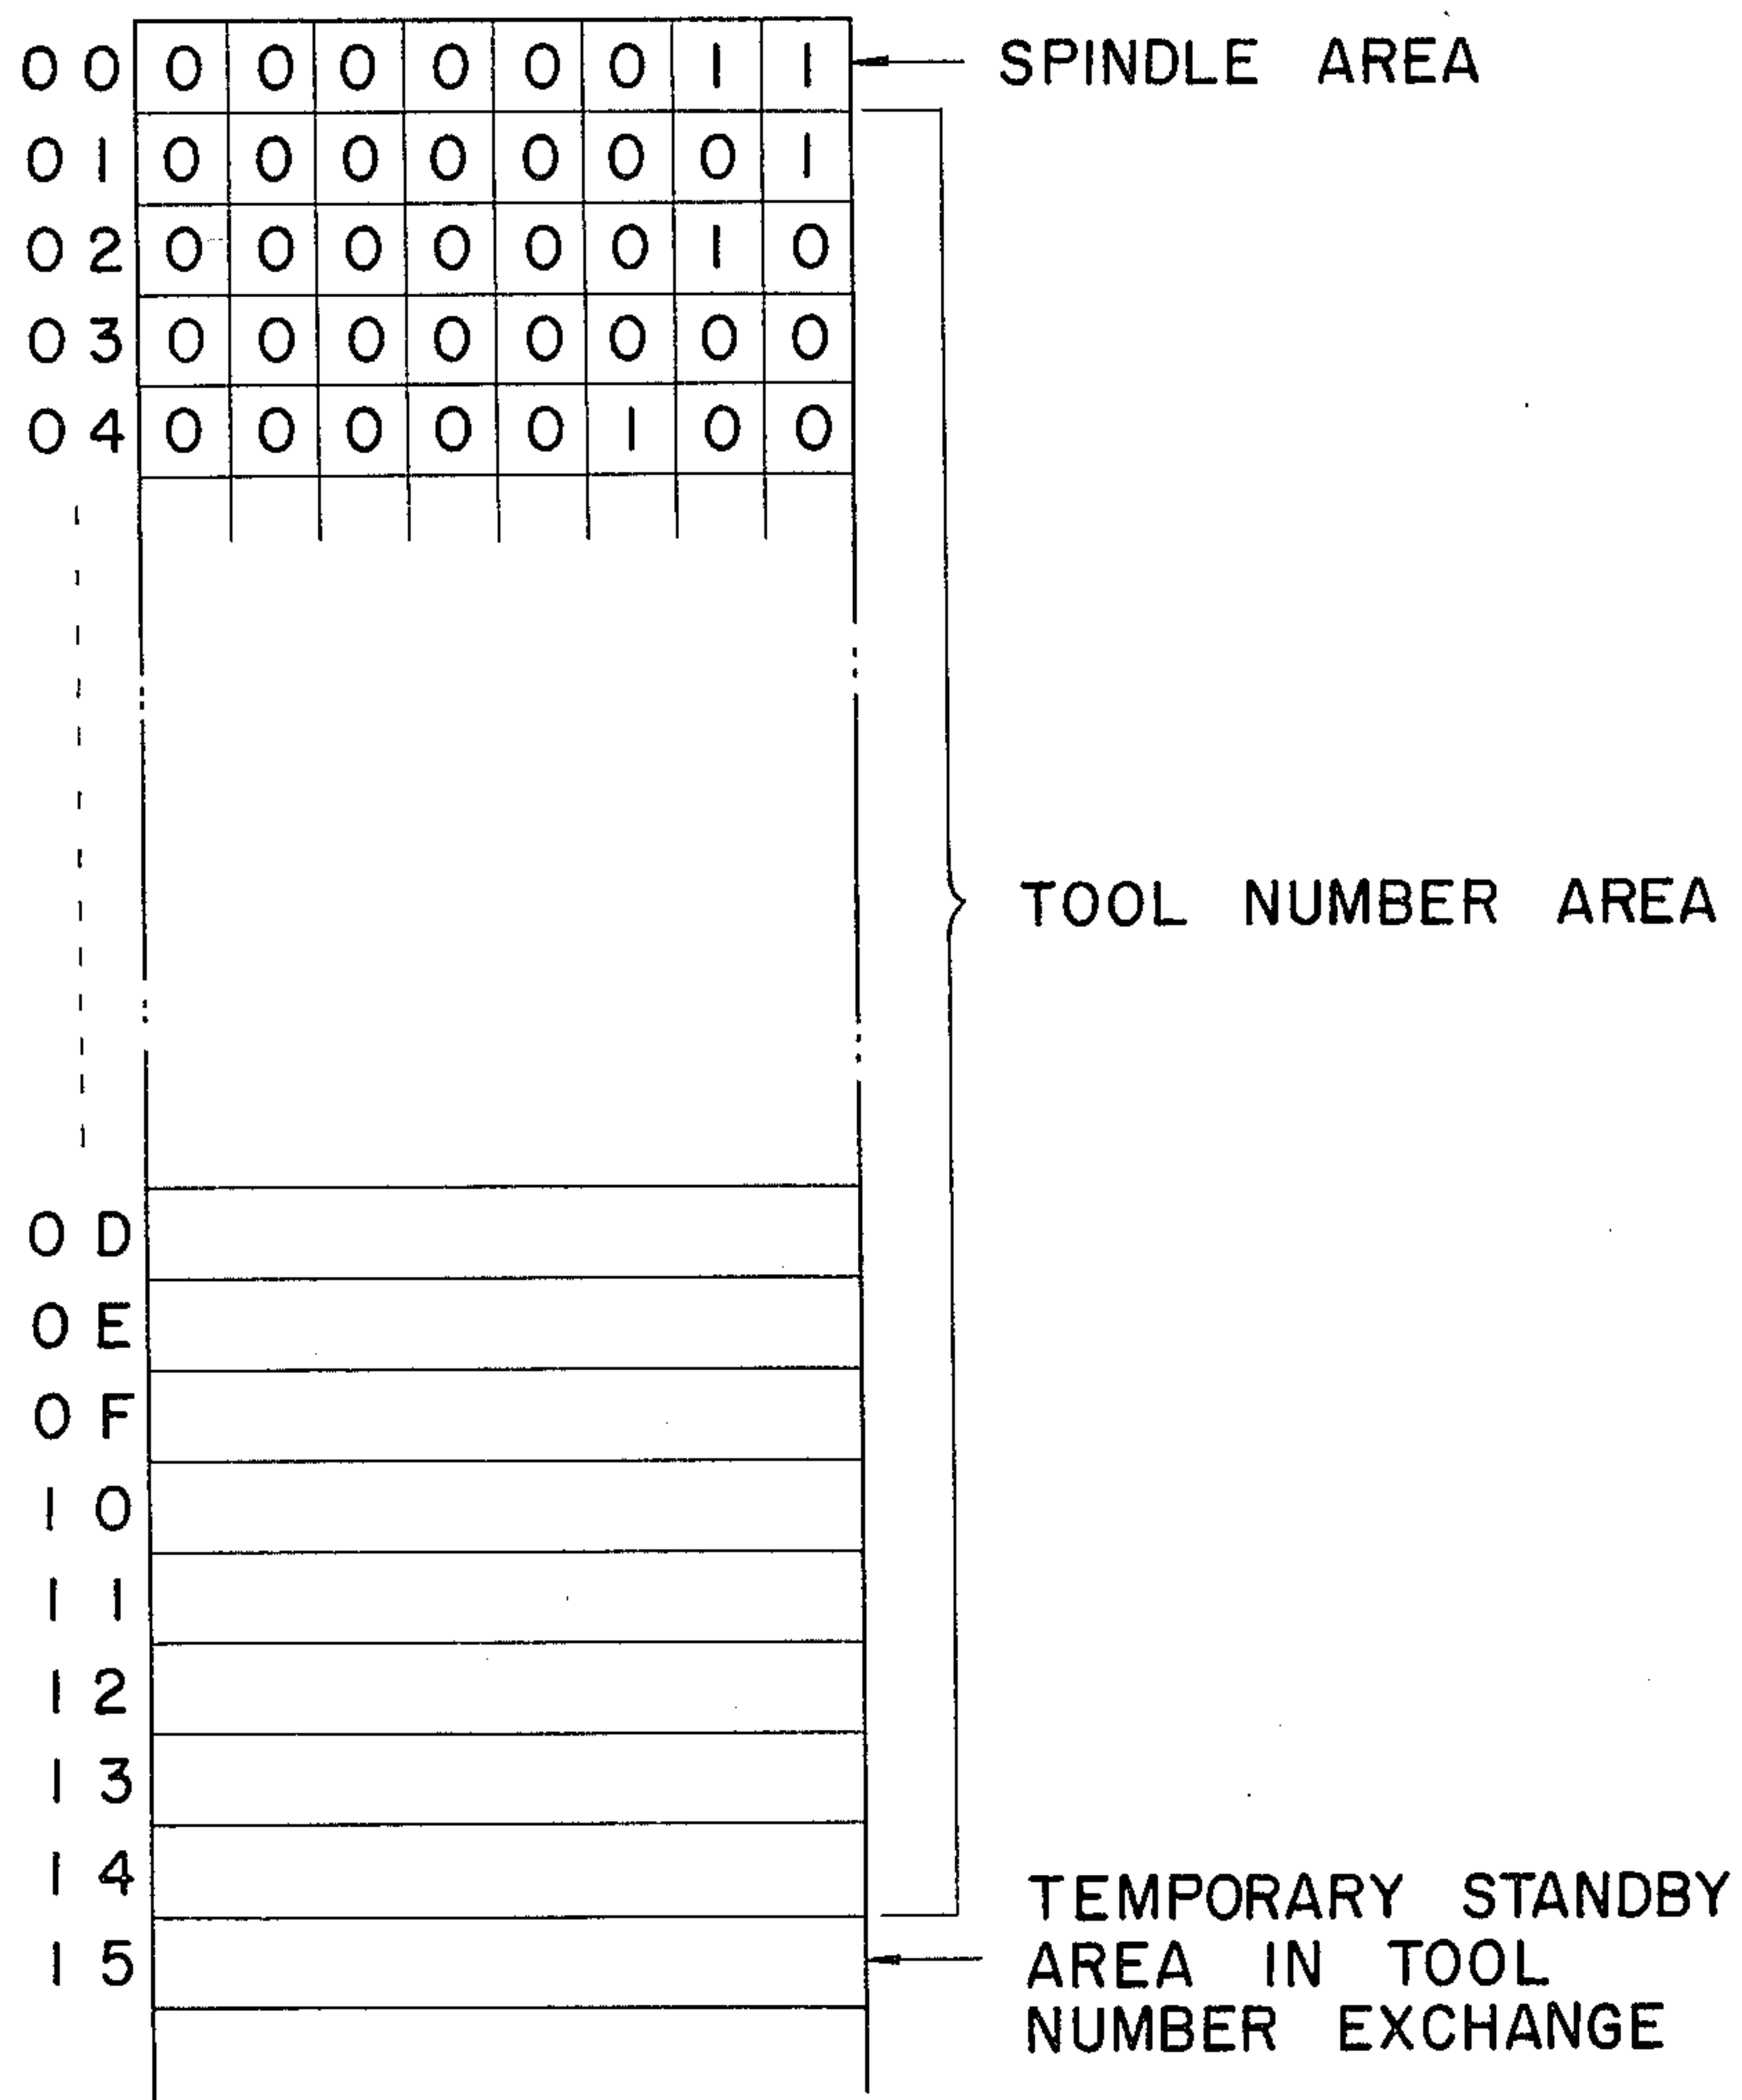 00 0 0 0 0 0 0 1 1 SPINDLE AREA
01 0 0 0 0 0 0 0 1
02 0 0 0 0 0 0 1 0
03 0 0 0 0 0 0 0 0
04 0 0 0 0 0 1 0 0
TOOL NUMBER AREA
0D
0E
0F
10
11
12
13
14
15
TEMPORARY STANDBY
AREA IN TOOL
NUMBER EXCHANGE